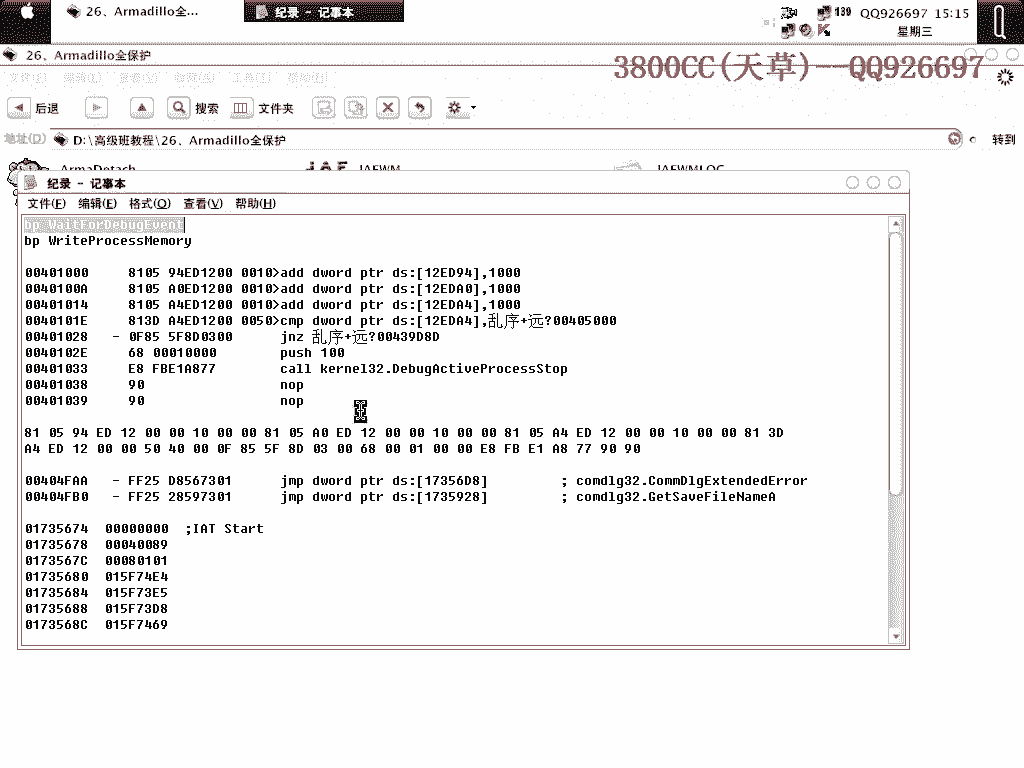 26、Armadillo全...
纪录 - 记事本
139 QQ926697 15:15
星期三
26、Armadillo全保护
3800CC(天草)--QQ926697
文件(F) 编辑(E) 查看(V) 收藏(A) 工具(T) 帮助(H)
后退 搜索 文件夹
地址(D) D:\高级班教程\26、Armadillo全保护 转到
ArmaDetach JAFWM JAFWMLOC
纪录 - 记事本
文件(F) 编辑(E) 格式(O) 查看(V) 帮助(H)
bp WaitForDebugEvent
bp WriteProcessMemory
00401000 8105 94ED1200 0010>add dword ptr ds:[12ED94],1000
0040100A 8105 A0ED1200 0010>add dword ptr ds:[12EDA0],1000
00401014 8105 A4ED1200 0010>add dword ptr ds:[12EDA4],1000
0040101E 813D A4ED1200 0050>cmp dword ptr ds:[12EDA4],乱序+远?00405000
00401028 - 0F85 5F8D0300 jnz 乱序+远?00439D8D
0040102E 68 00010000 push 100
00401033 E8 FBE1A877 call kernel32.DebugActiveProcessStop
00401038 90 nop
00401039 90 nop
81 05 94 ED 12 00 00 10 00 00 81 05 A0 ED 12 00 00 10 00 00 81 05 A4 ED 12 00 00 10 00 00 81 3D
A4 ED 12 00 00 50 40 00 0F 85 5F 8D 03 00 68 00 01 00 00 E8 FB E1 A8 77 90 90
00404FAA - FF25 D8567301 jmp dword ptr ds:[17356D8] ; comdlg32.CommDlgExtendedError
00404FB0 - FF25 28597301 jmp dword ptr ds:[1735928] ; comdlg32.GetSaveFileNameA
01735674 00000000 ;IAT Start
01735678 00040089
0173567C 00080101
01735680 015F74E4
01735684 015F73E5
01735688 015F73D8
0173568C 015F7469